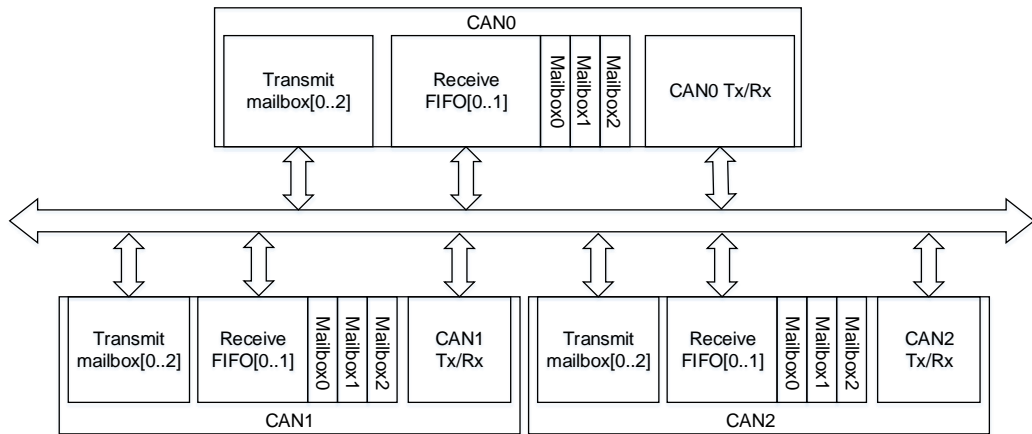 CAN0
Transmit
mailbox[0..2]
Receive
FIFO[0..1]
Mailbox0
Mailbox1
Mailbox2
CAN0 Tx/Rx
Transmit
mailbox[0..2]
Receive
FIFO[0..1]
Mailbox0
Mailbox1
Mailbox2
CAN1
Tx/Rx
CAN1
Transmit
mailbox[0..2]
Receive
FIFO[0..1]
Mailbox0
Mailbox1
Mailbox2
CAN2
Tx/Rx
CAN2